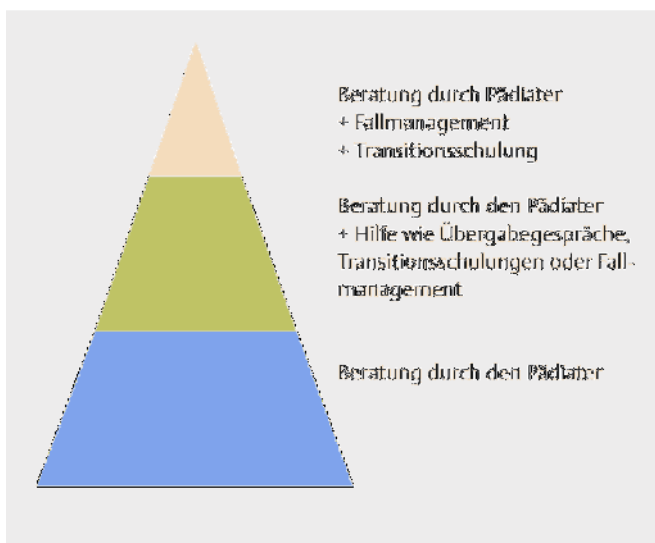 Beratung durch Pädiater
+ Fallmanagement
+ Transitionsschulung
Beratung durch den Pädiater
+ Hilfe wie Übergabegespräche,
Transitionsschulungen oder Fall-
management
Beratung durch den Pädiater